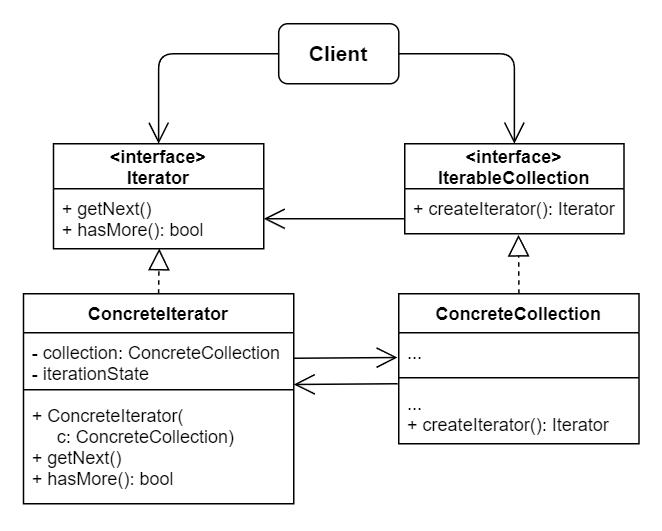 Client
<interface>
Iterator
+ getNext()
+ hasMore(): bool
<interface>
IterableCollection
+ createIterator(): Iterator
ConcreteIterator
- collection: ConcreteCollection
- iterationState
+ ConcreteIterator(
c: ConcreteCollection)
+ getNext()
+ hasMore(): bool
ConcreteCollection
...
...
+ createIterator(): Iterator